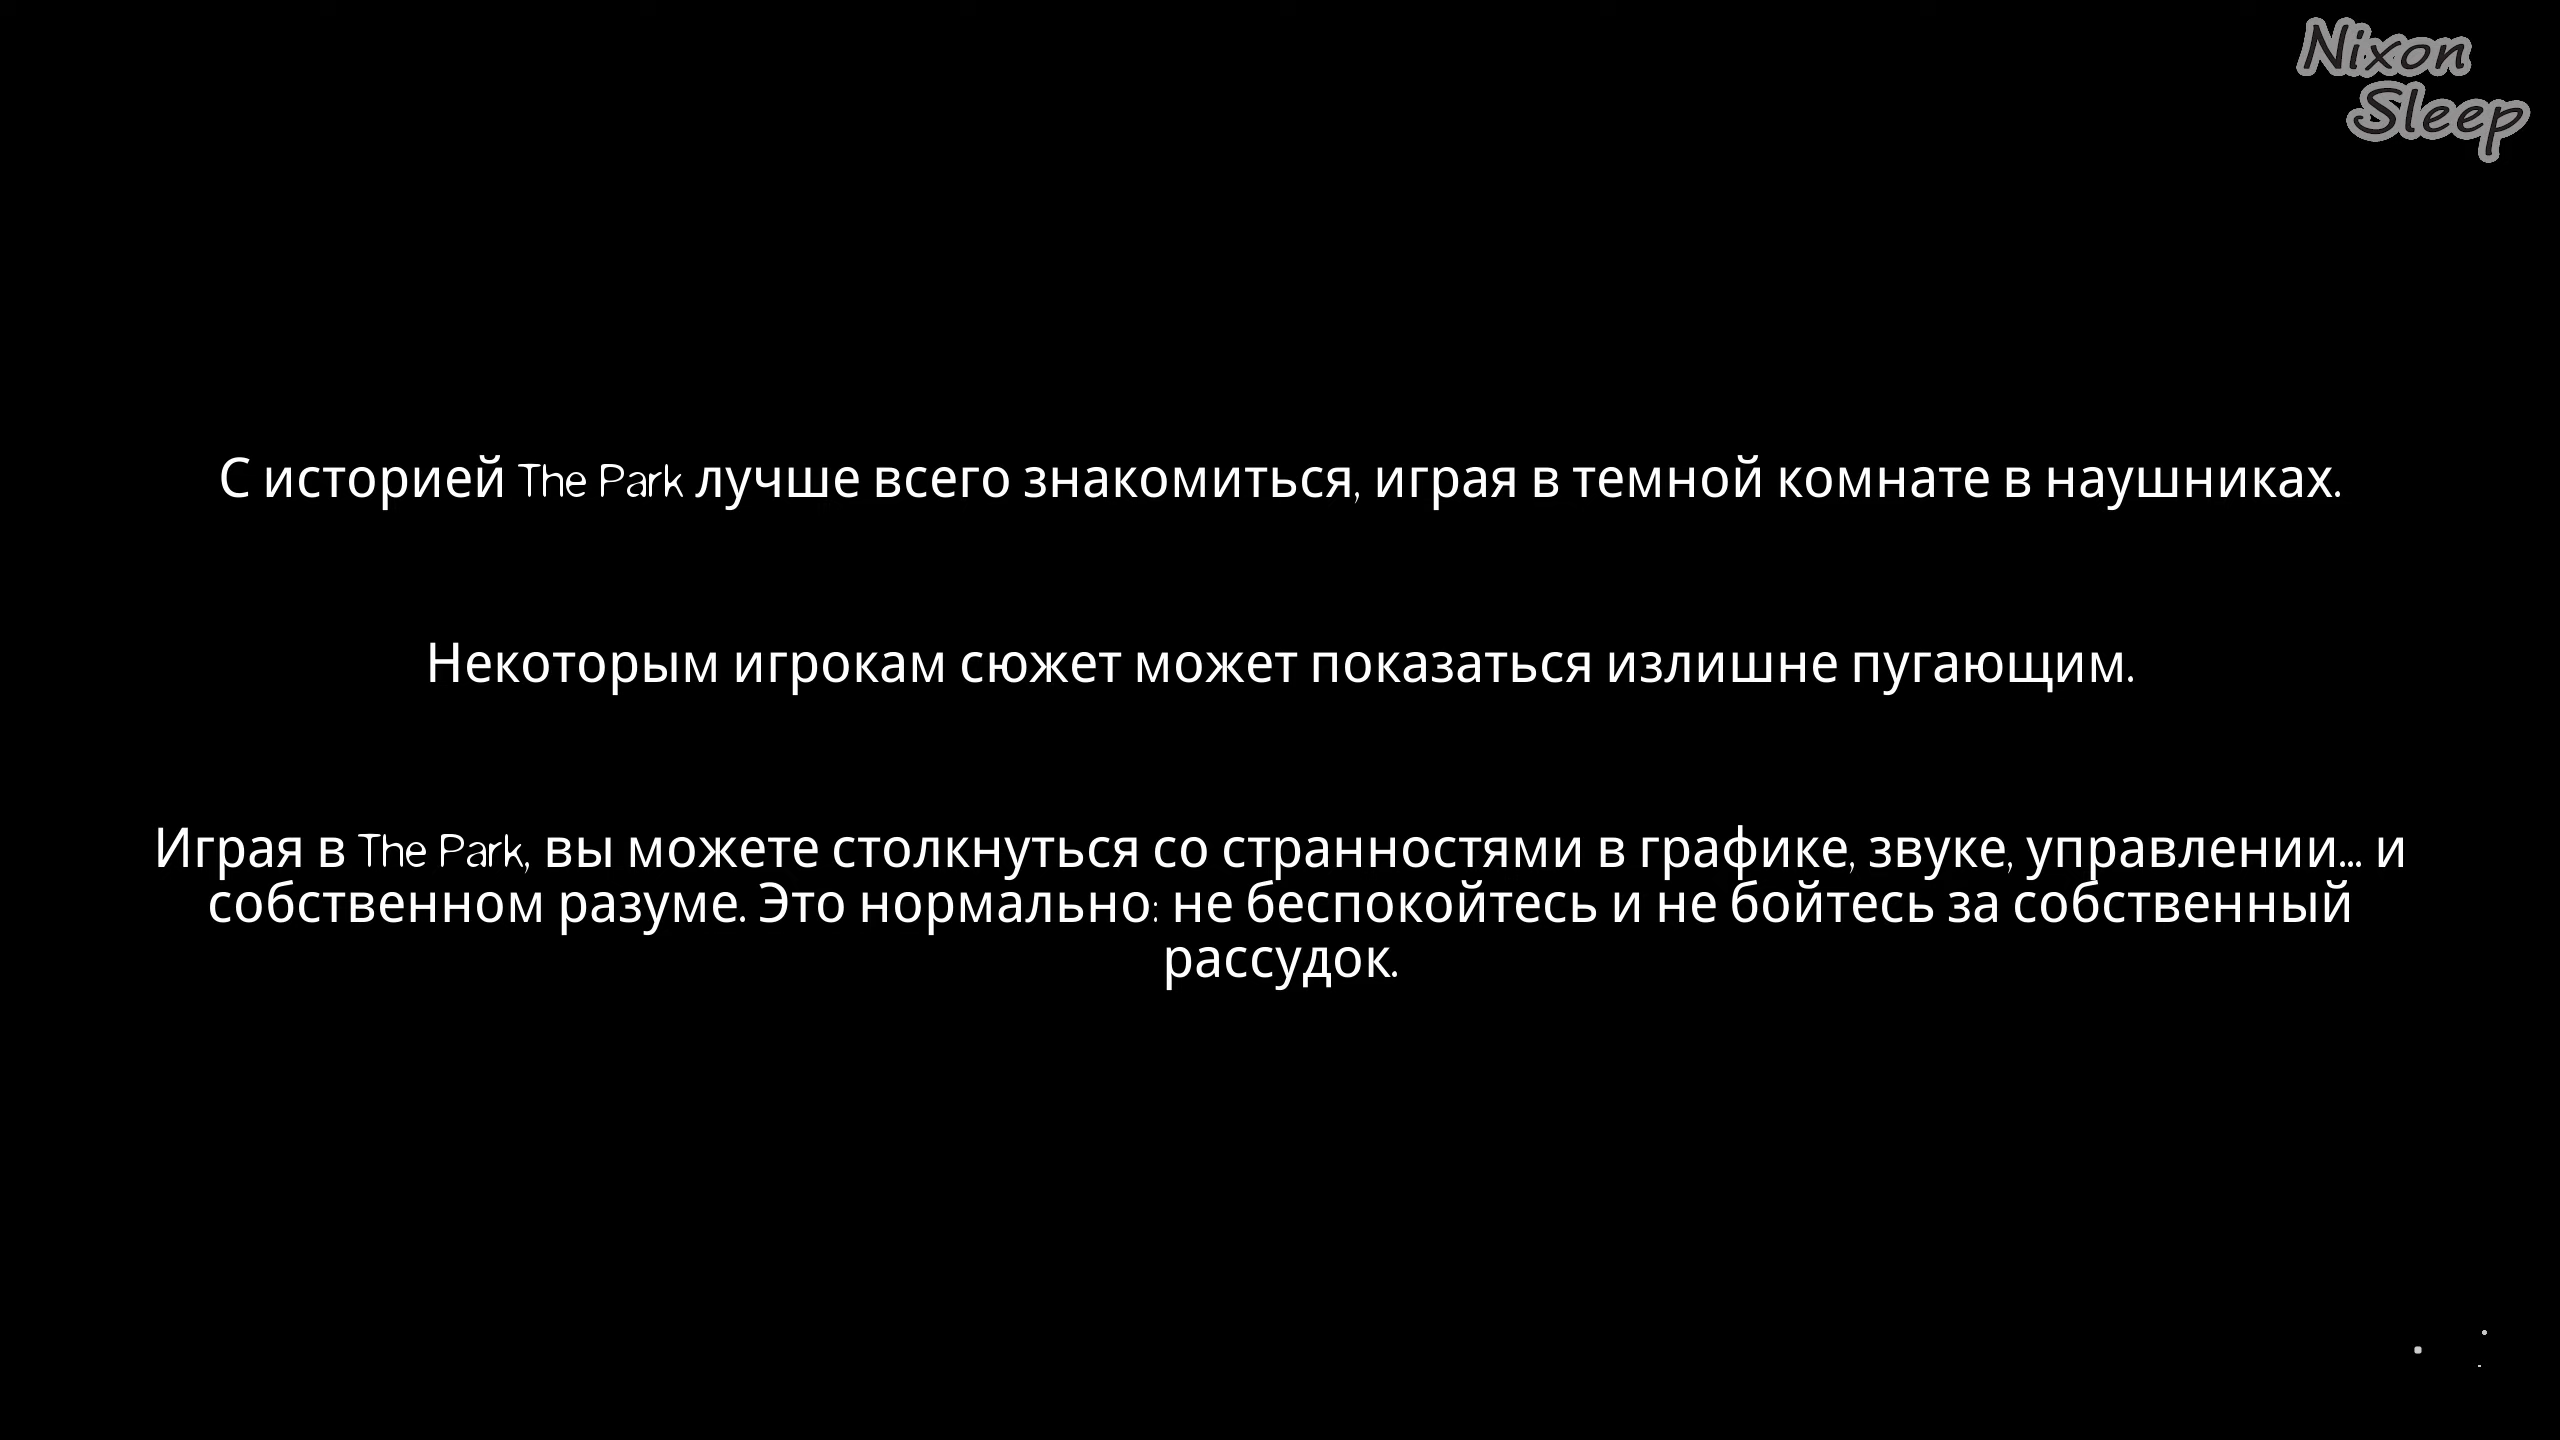 Nixon
Sleep
С историей The Park лучше всего знакомиться, играя в темной комнате в наушниках.
Некоторым игрокам сюжет может показаться излишне пугающим.
Играя в The Park, вы можете столкнуться со странностями в графике, звуке, управлении... и
собственном разуме. Это нормально: не беспокойтесь и не бойтесь за собственный
рассудок.